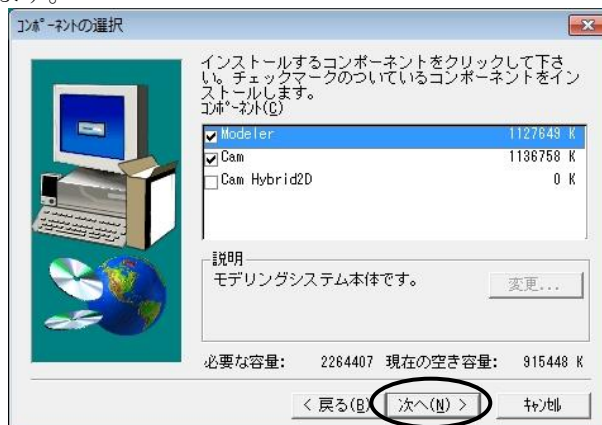 ます。
コンポーネントの選択
インストールするコンポーネントをクリックして下さ
い。チェックマークのついているコンポーネントをイン
ストールします。
コンポーネント(C)
Modeler 1127649 K
Cam 1136758 K
Cam Hybrid2D 0 K
説明
モデリングシステム本体です。
変更...
必要な容量: 2264407 現在の空き容量: 915448 K
< 戻る(B) 次へ(N) > キャンセル